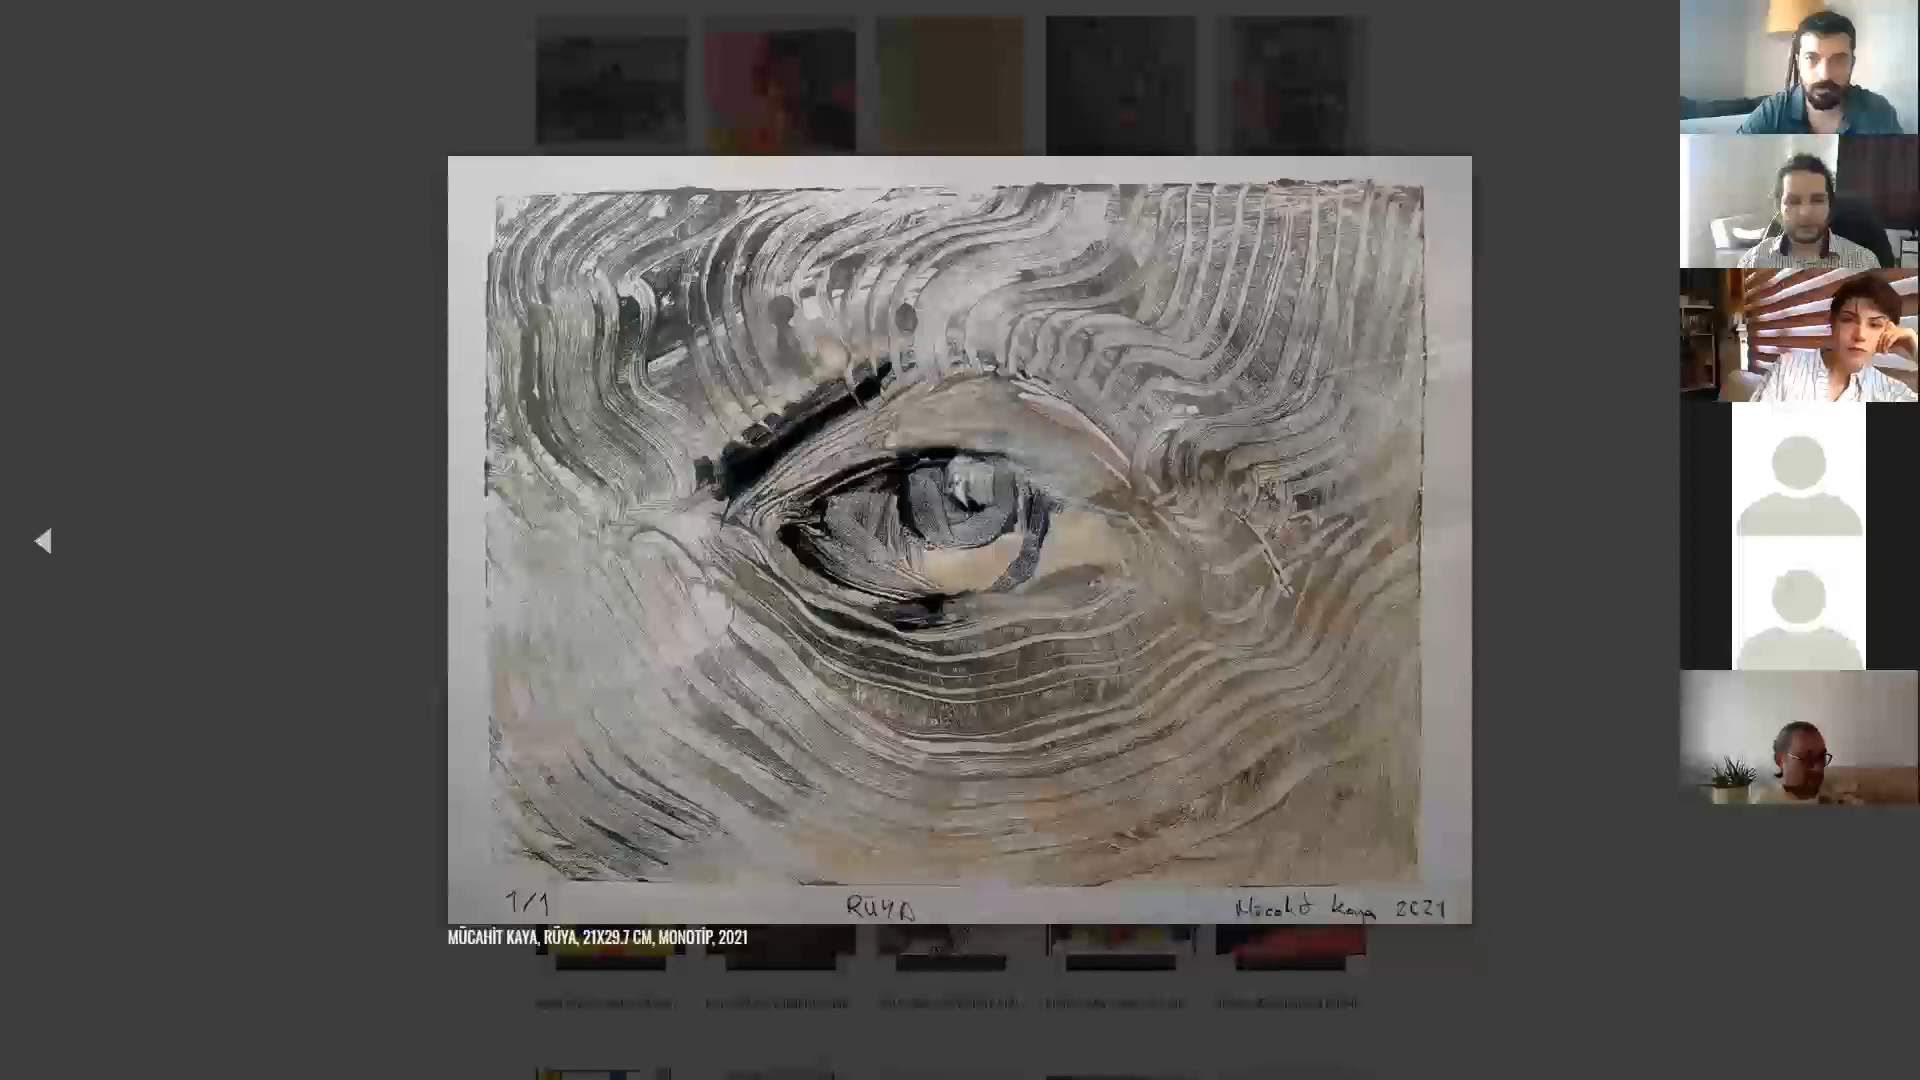 1/1 RÜYA Mücahit Kaya 2021
MÜCAHİT KAYA, RÜYA, 21X29.7 CM, MONOTİP, 2021